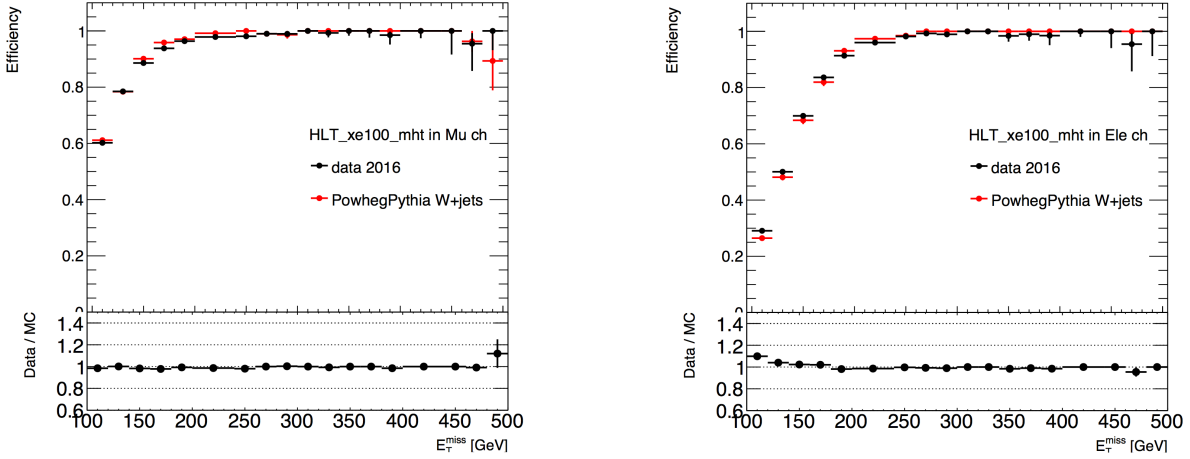 Efficiency
1
0.8
0.6
0.4
0.2
0
HLT_xe100_mht in Mu ch
data 2016
PowhegPythia W+jets
Data / MC
1.4
1.2
1
0.8
0.6
100 150 200 250 300 350 400 450 500
E_T^miss [GeV]
Efficiency
1
0.8
0.6
0.4
0.2
0
HLT_xe100_mht in Ele ch
data 2016
PowhegPythia W+jets
Data / MC
1.4
1.2
1
0.8
0.6
100 150 200 250 300 350 400 450 500
E_T^miss [GeV]